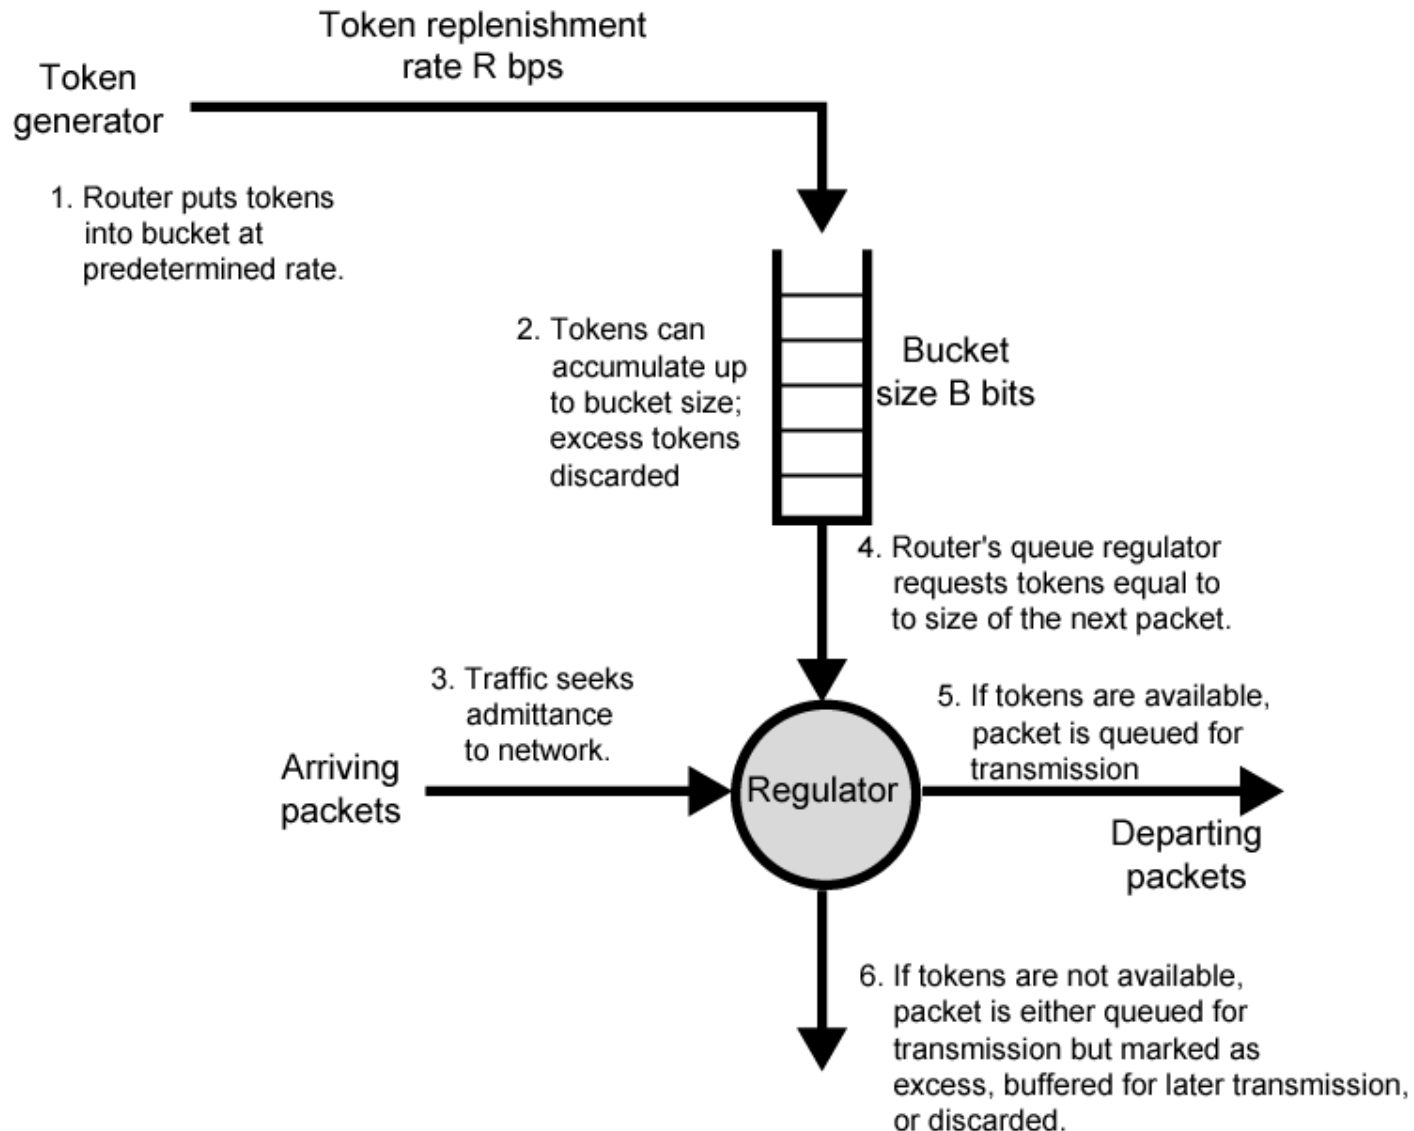 Token replenishment
rate R bps
Token
generator
1. Router puts tokens
into bucket at
predetermined rate.
2. Tokens can
accumulate up
to bucket size;
excess tokens
discarded
Bucket
size B bits
4. Router's queue regulator
requests tokens equal to
to size of the next packet.
3. Traffic seeks
admittance
to network.
Arriving
packets
Regulator
5. If tokens are available,
packet is queued for
transmission
Departing
packets
6. If tokens are not available,
packet is either queued for
transmission but marked as
excess, buffered for later transmission,
or discarded.